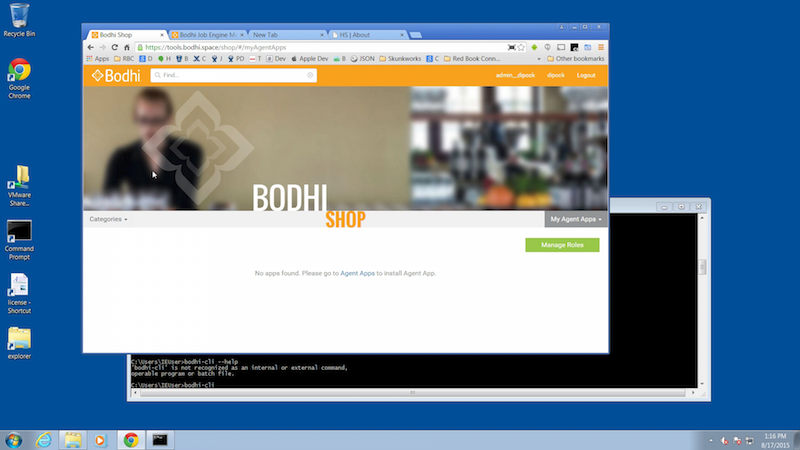 Recycle Bin
Google
Chrome
VMware
Share...
Command
Prompt
license -
Shortcut
explorer
Bodhi Shop
Bodhi Job Engine M
New Tab
HS | About
https://tools.bodhi.space/shop/#/myAgentApps
Apps
RBC
B
X
C
J
PD
T
Dev
Apple Dev
B
JSON
Skunkworks
C
Red Book Conn...
Other bookmarks
Bodhi
Find...
admin__dipock
dipock
Logout
BODHI
SHOP
Categories
My Agent Apps
Manage Roles
No apps found. Please go to Agent Apps to install Agent App.
C:\Users\IEUser>bodhi-cli --help
'bodhi-cli' is not recognized as an internal or external command,
operable program or batch file.
C:\Users\IEUser>bodhi-cli
1:16 PM
8/17/2015